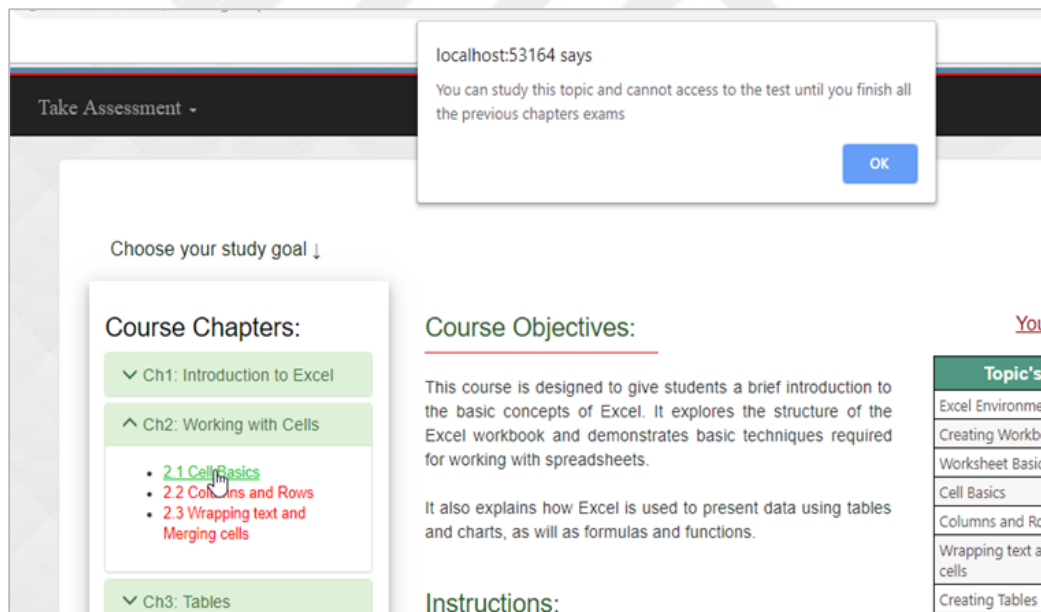 localhost:53164 says
You can study this topic and cannot access to the test until you finish all
the previous chapters exams
OK
Take Assessment
Choose your study goal ↓
Course Chapters:
Ch1: Introduction to Excel
Ch2: Working with Cells
• 2.1 Cell Basics
• 2.2 Columns and Rows
• 2.3 Wrapping text and
Merging cells
Ch3: Tables
Course Objectives:
This course is designed to give students a brief introduction to
the basic concepts of Excel. It explores the structure of the
Excel workbook and demonstrates basic techniques required
for working with spreadsheets.
It also explains how Excel is used to present data using tables
and charts, as will as formulas and functions.
Instructions:
Topic's
Excel
Creating
Worksheet
Cell Basics
Columns and
Wrapping text
cells
Creating Tables